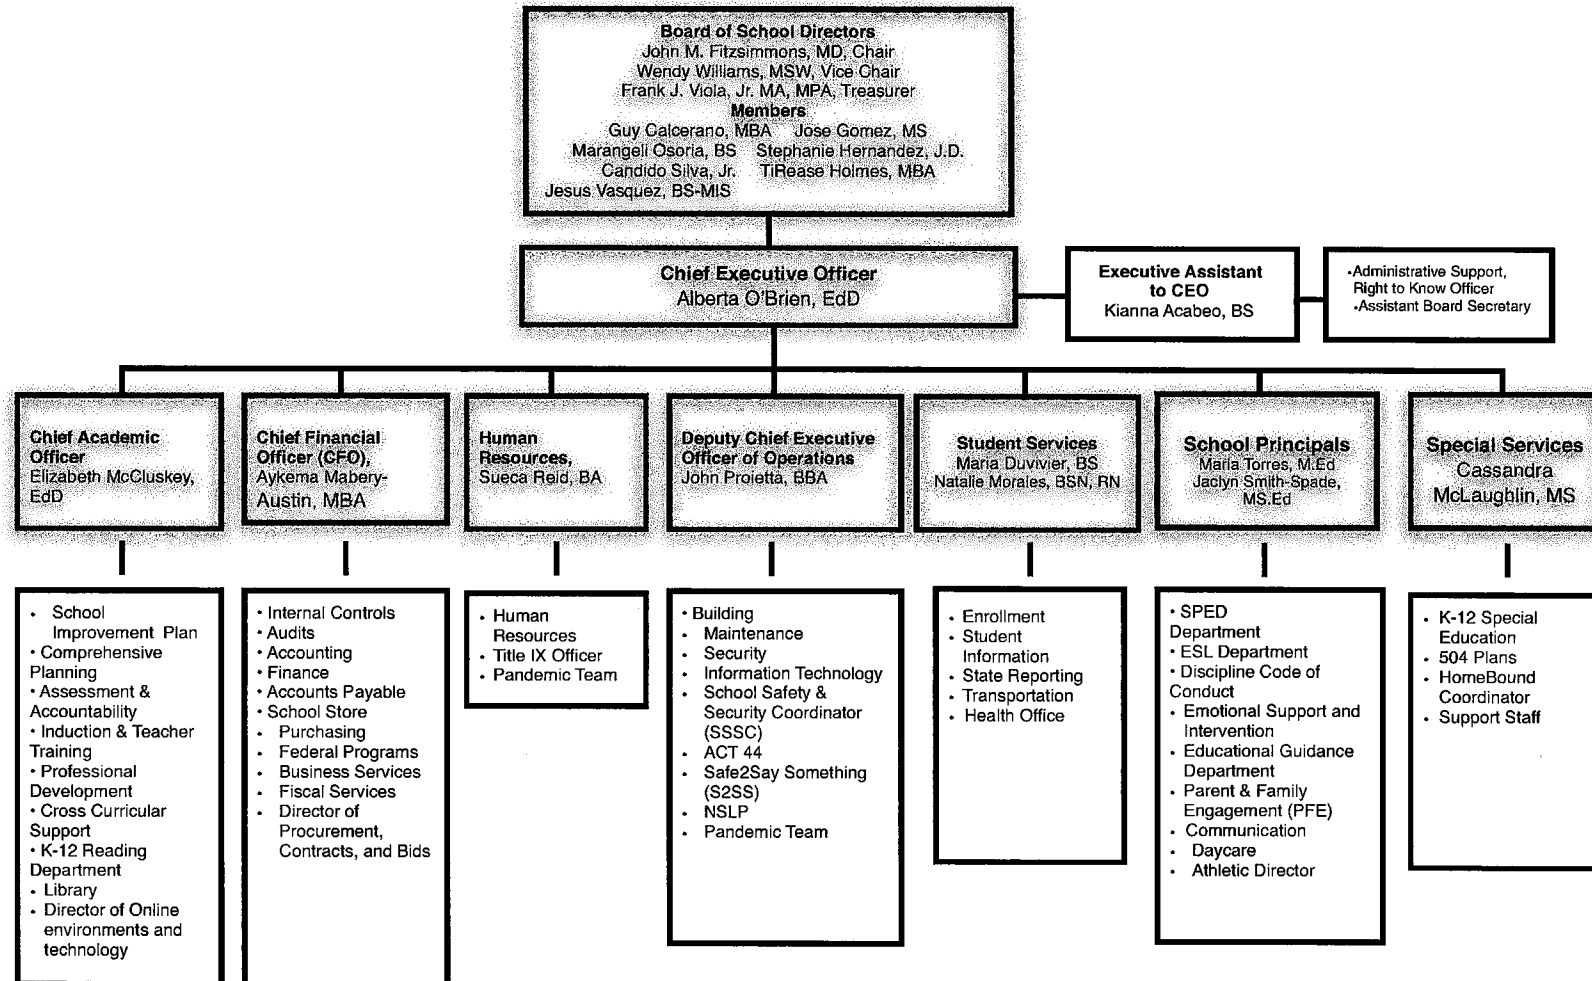 Board of School Directors
John M. Fitzsimmons, MD, Chair
Wendy Williams, MSW, Vice Chair
Frank J. Viola, Jr. MA, MPA, Treasurer
Members
Guy Calcerano, MBA Jose Gomez, MS
Marangeli Osoria, BS Stephanie Hernandez, J.D.
Candido Silva, Jr. TiRease Holmes, MBA
Jesus Vasquez, BS-MIS
Chief Executive Officer
Alberta O'Brien, EdD
Executive Assistant
to CEO
Kianna Acabeo, BS
•Administrative Support,
Right to Know Officer
•Assistant Board Secretary
Chief Academic
Officer
Elizabeth McCluskey,
EdD
Chief Financial
Officer (CFO),
Aykema Mabery-
Austin, MBA
Human
Resources,
Sueca Reid, BA
Deputy Chief Executive
Officer of Operations
John Proietta, BBA
Student Services
Maria Duvivier, BS
Natalie Morales, BSN, RN
School Principals
Maria Torres, M.Ed
Jaclyn Smith-Spade,
MS.Ed
Special Services
Cassandra
McLaughlin, MS
• School
Improvement Plan
• Comprehensive
Planning
• Assessment &
Accountability
• Induction & Teacher
Training
• Professional
Development
• Cross Curricular
Support
• K-12 Reading
Department
• Library
• Director of Online
environments and
technology
• Internal Controls
• Audits
• Accounting
• Finance
• Accounts Payable
• School Store
• Purchasing
• Federal Programs
• Business Services
• Fiscal Services
• Director of
Procurement,
Contracts, and Bids
• Human
Resources
• Title IX Officer
• Pandemic Team
• Building
• Maintenance
• Security
• Information Technology
• School Safety &
Security Coordinator
(SSSC)
• ACT 44
• Safe2Say Something
(S2SS)
• NSLP
• Pandemic Team
• Enrollment
• Student
Information
• State Reporting
• Transportation
• Health Office
• SPED
Department
• ESL Department
• Discipline Code of
Conduct
• Emotional Support and
Intervention
• Educational Guidance
Department
• Parent & Family
Engagement (PFE)
• Communication
• Daycare
• Athletic Director
• K-12 Special
Education
• 504 Plans
• HomeBound
Coordinator
• Support Staff